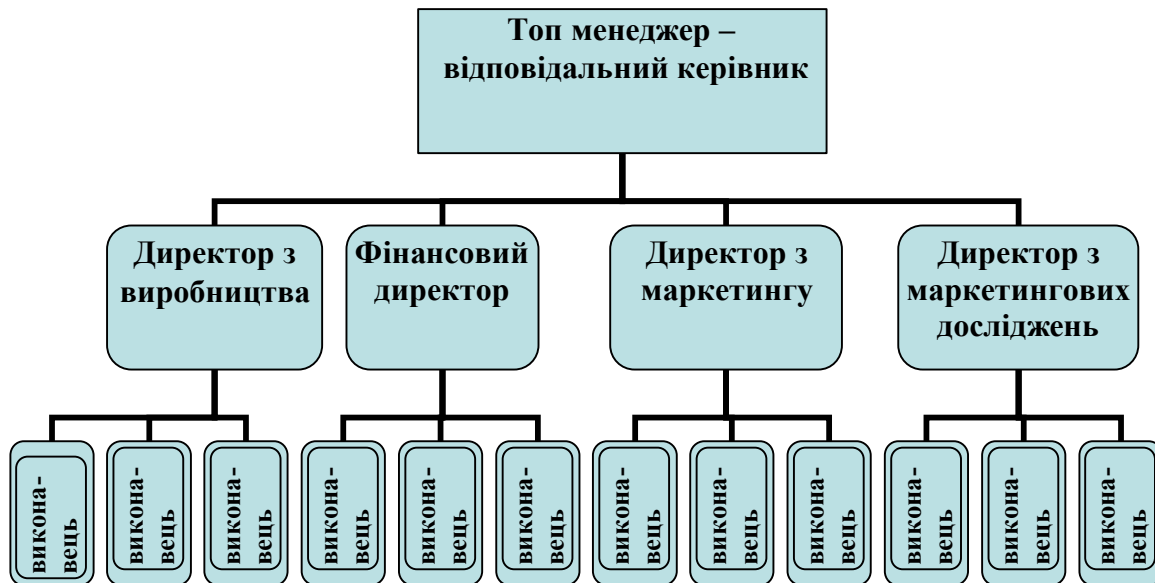 Топ менеджер –
відповідальний керівник
Директор з
виробництва
Фінансовий
директор
Директор з
маркетингу
Директор з
маркетингових
досліджень
викона-
вець
викона-
вець
викона-
вець
викона-
вець
викона-
вець
викона-
вець
викона-
вець
викона-
вець
викона-
вець
викона-
вець
викона-
вець
викона-
вець